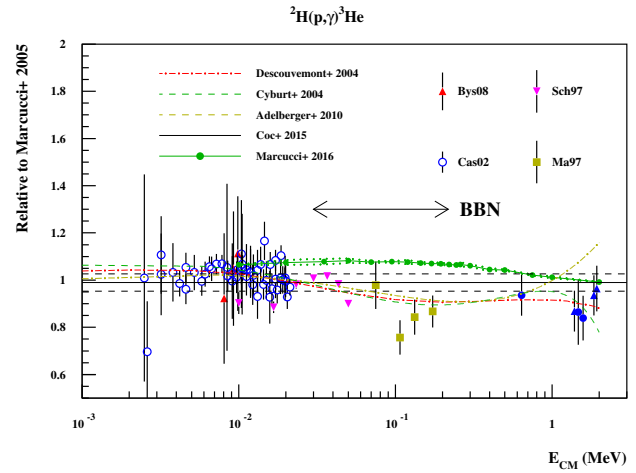 ²H(p,γ)³He
Relative to Marcucci+ 2005
2
1.8
1.6
1.4
1.2
1
0.8
0.6
Descouvemont+ 2004
Cyburt+ 2004
Adelberger+ 2010
Coc+ 2015
Marcucci+ 2016
Bys08
Sch97
Cas02
Ma97
BBN
10⁻³
10⁻²
10⁻¹
1
E_CM (MeV)